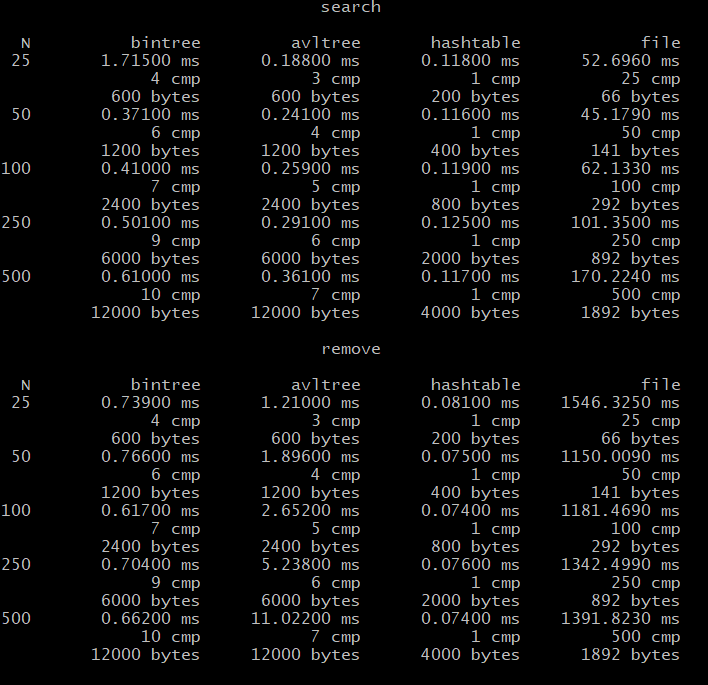 search
N bintree avltree hashtable file
25 1.71500 ms 0.18800 ms 0.11800 ms 52.6960 ms
4 cmp 3 cmp 1 cmp 25 cmp
600 bytes 600 bytes 200 bytes 66 bytes
50 0.37100 ms 0.24100 ms 0.11600 ms 45.1790 ms
6 cmp 4 cmp 1 cmp 50 cmp
1200 bytes 1200 bytes 400 bytes 141 bytes
100 0.41000 ms 0.25900 ms 0.11900 ms 62.1330 ms
7 cmp 5 cmp 1 cmp 100 cmp
2400 bytes 2400 bytes 800 bytes 292 bytes
250 0.50100 ms 0.29100 ms 0.12500 ms 101.3500 ms
9 cmp 6 cmp 1 cmp 250 cmp
6000 bytes 6000 bytes 2000 bytes 892 bytes
500 0.61000 ms 0.36100 ms 0.11700 ms 170.2240 ms
10 cmp 7 cmp 1 cmp 500 cmp
12000 bytes 12000 bytes 4000 bytes 1892 bytes
remove
N bintree avltree hashtable file
25 0.73900 ms 1.21000 ms 0.08100 ms 1546.3250 ms
4 cmp 3 cmp 1 cmp 25 cmp
600 bytes 600 bytes 200 bytes 66 bytes
50 0.76600 ms 1.89600 ms 0.07500 ms 1150.0090 ms
6 cmp 4 cmp 1 cmp 50 cmp
1200 bytes 1200 bytes 400 bytes 141 bytes
100 0.61700 ms 2.65200 ms 0.07400 ms 1181.4690 ms
7 cmp 5 cmp 1 cmp 100 cmp
2400 bytes 2400 bytes 800 bytes 292 bytes
250 0.70400 ms 5.23800 ms 0.07600 ms 1342.4990 ms
9 cmp 6 cmp 1 cmp 250 cmp
6000 bytes 6000 bytes 2000 bytes 892 bytes
500 0.66200 ms 11.02200 ms 0.07400 ms 1391.8230 ms
10 cmp 7 cmp 1 cmp 500 cmp
12000 bytes 12000 bytes 4000 bytes 1892 bytes